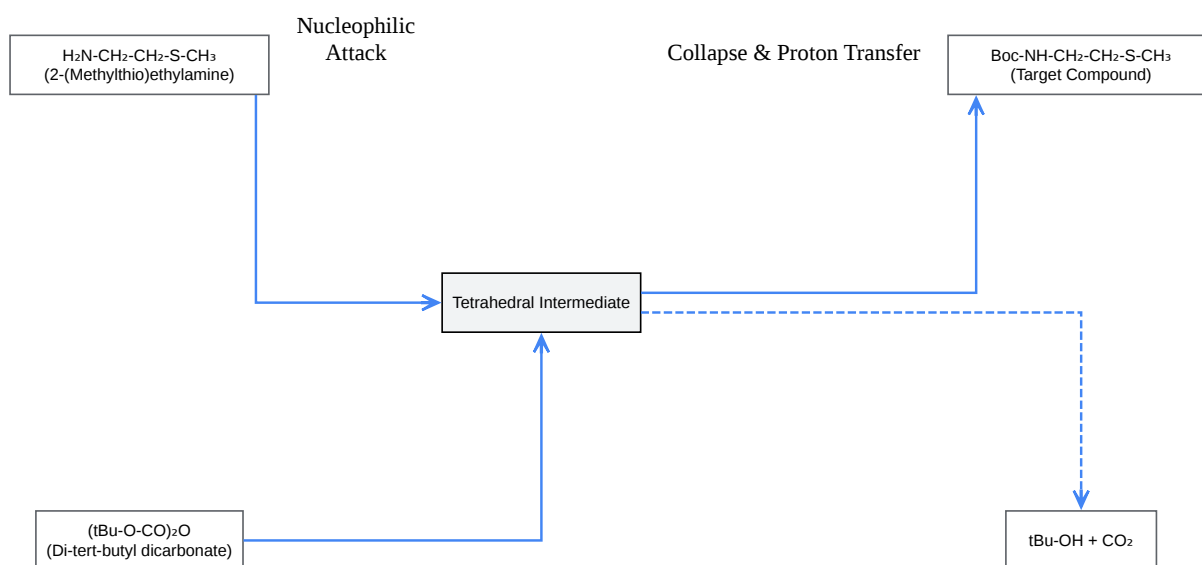 Nucleophilic
Attack
Collapse & Proton Transfer
H₂N-CH₂-CH₂-S-CH₃
(2-(Methylthio)ethylamine)
Boc-NH-CH₂-CH₂-S-CH₃
(Target Compound)
Tetrahedral Intermediate
(tBu-O-CO)₂O
(Di-tert-butyl dicarbonate)
tBu-OH + CO₂